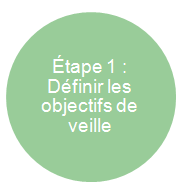 Étape 1 :
Définir les
objectifs de
veille